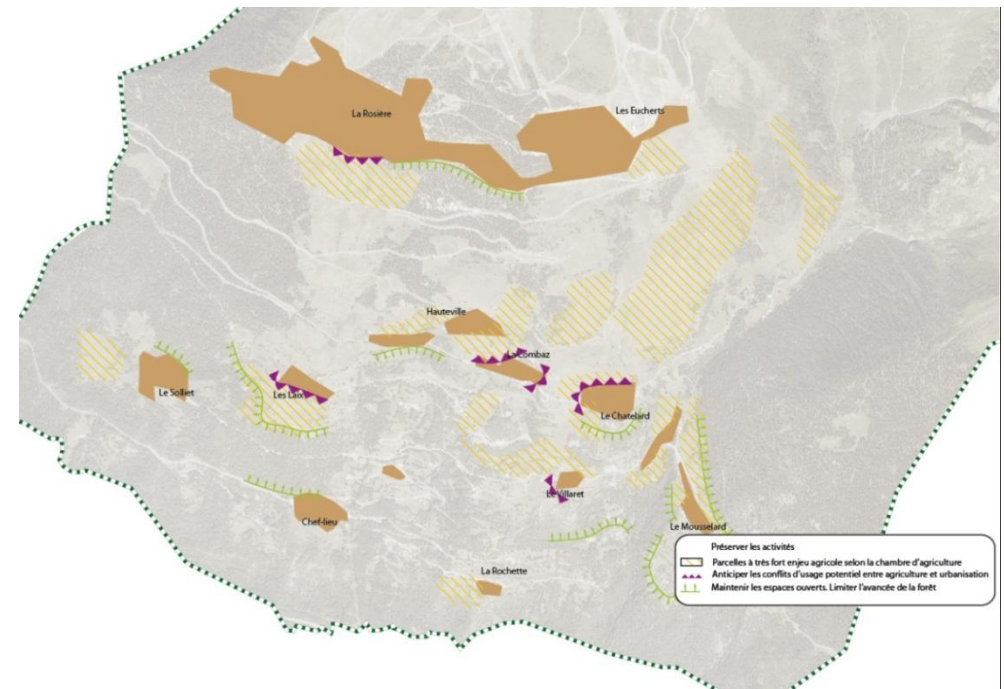 La Rosière
Les Eucherts
Hauteville
La Combaz
Le Solliet
Les Laix
Le Chatelard
Le Villaret
Chef-lieu
Le Mousselard
La Rochette
Préserver les activités
Parcelles à très fort enjeu agricole selon la chambre d'agriculture
Anticiper les conflits d'usage potentiel entre agriculture et urbanisation
Maintenir les espaces ouverts. Limiter l'avancée de la forêt